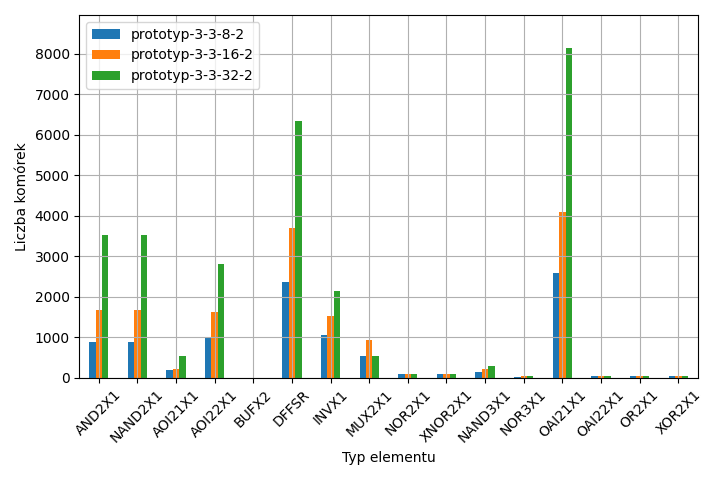 prototyp-3-3-8-2
prototyp-3-3-16-2
prototyp-3-3-32-2
Liczba komórek
8000
7000
6000
5000
4000
3000
2000
1000
0
AND2X1
NAND2X1
AOI21X1
AOI22X1
BUFX2
DFFSR
INVX1
MUX2X1
NOR2X1
XNOR2X1
NAND3X1
NOR3X1
OAI21X1
OAI22X1
OR2X1
XOR2X1
Typ elementu